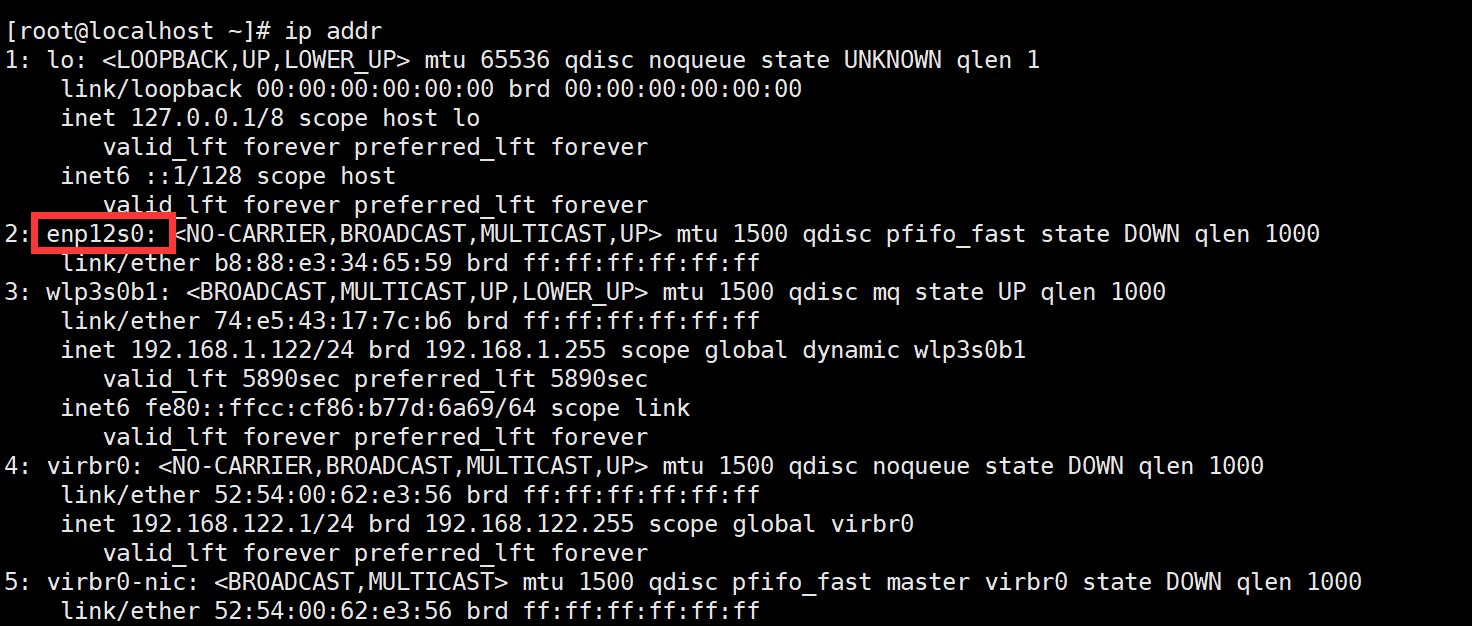 [root@localhost ~]# ip addr
1: lo: <LOOPBACK,UP,LOWER_UP> mtu 65536 qdisc noqueue state UNKNOWN qlen 1
    link/loopback 00:00:00:00:00:00 brd 00:00:00:00:00:00
    inet 127.0.0.1/8 scope host lo
       valid_lft forever preferred_lft forever
    inet6 ::1/128 scope host
       valid_lft forever preferred_lft forever
2: enp12s0: <NO-CARRIER,BROADCAST,MULTICAST,UP> mtu 1500 qdisc pfifo_fast state DOWN qlen 1000
    link/ether b8:88:e3:34:65:59 brd ff:ff:ff:ff:ff:ff
3: wlp3s0b1: <BROADCAST,MULTICAST,UP,LOWER_UP> mtu 1500 qdisc mq state UP qlen 1000
    link/ether 74:e5:43:17:7c:b6 brd ff:ff:ff:ff:ff:ff
    inet 192.168.1.122/24 brd 192.168.1.255 scope global dynamic wlp3s0b1
       valid_lft 5890sec preferred_lft 5890sec
    inet6 fe80::ffcc:cf86:b77d:6a69/64 scope link
       valid_lft forever preferred_lft forever
4: virbr0: <NO-CARRIER,BROADCAST,MULTICAST,UP> mtu 1500 qdisc noqueue state DOWN qlen 1000
    link/ether 52:54:00:62:e3:56 brd ff:ff:ff:ff:ff:ff
    inet 192.168.122.1/24 brd 192.168.122.255 scope global virbr0
       valid_lft forever preferred_lft forever
5: virbr0-nic: <BROADCAST,MULTICAST> mtu 1500 qdisc pfifo_fast master virbr0 state DOWN qlen 1000
    link/ether 52:54:00:62:e3:56 brd ff:ff:ff:ff:ff:ff